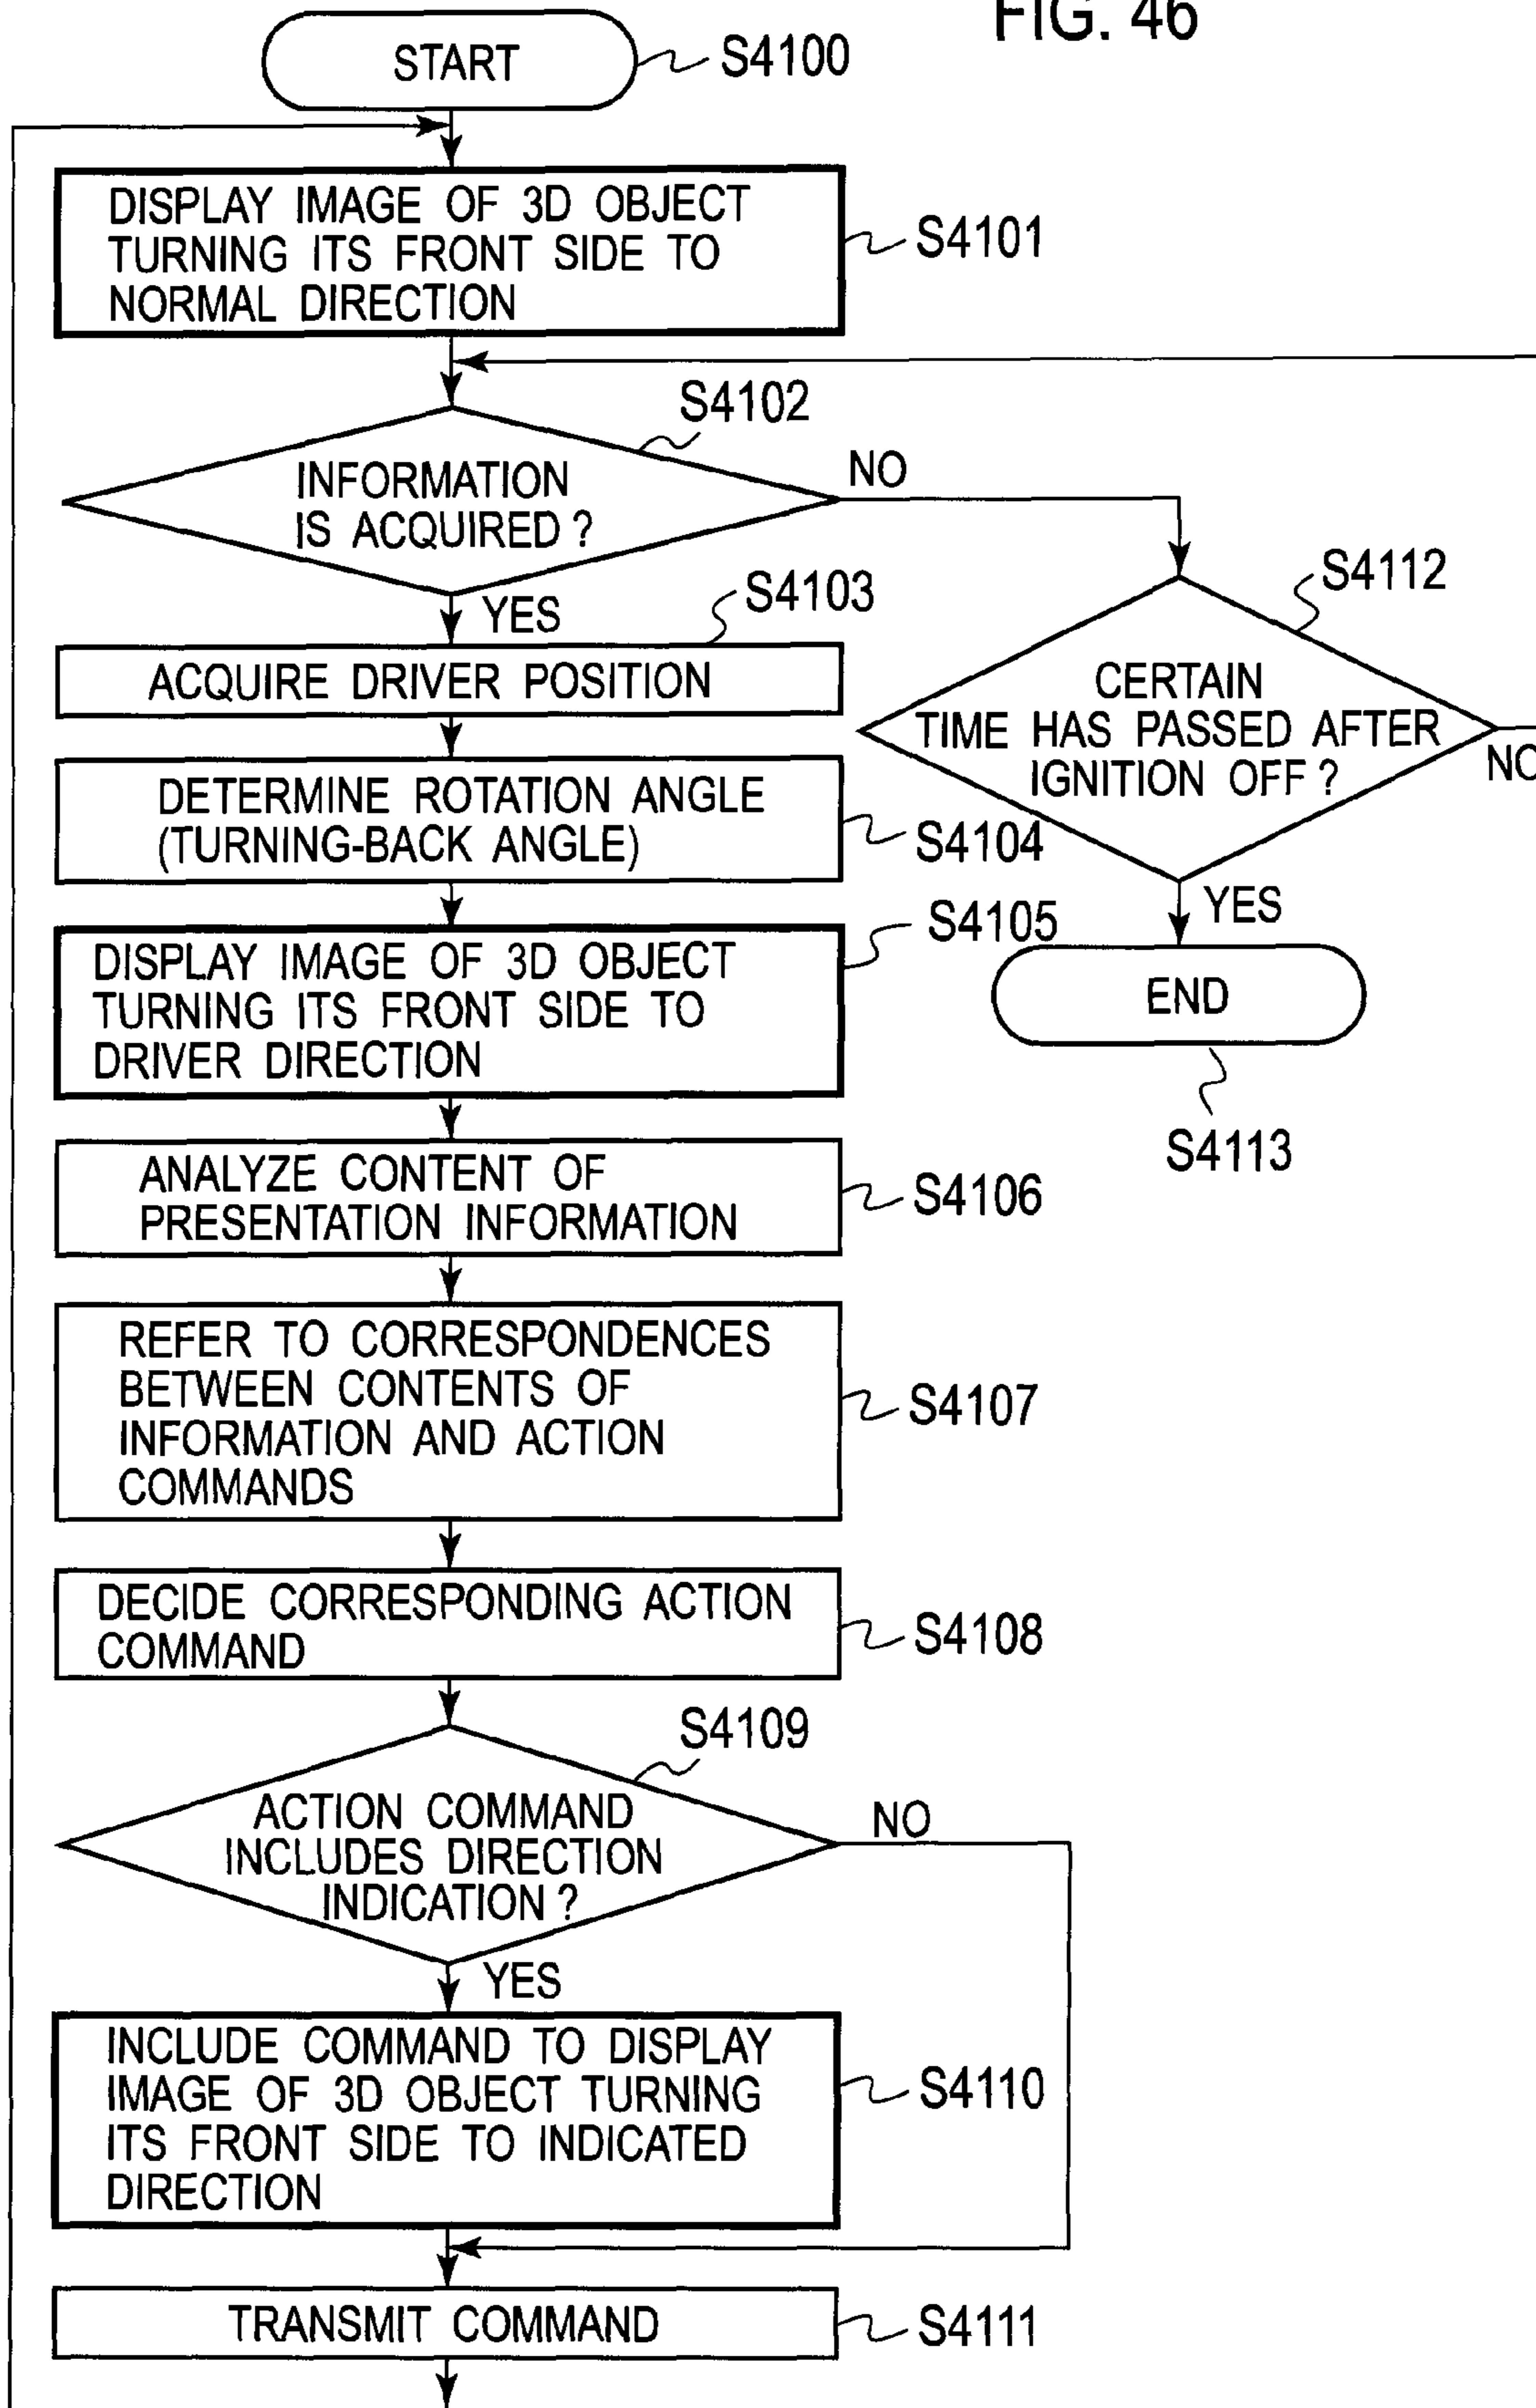 FIG. 46
START
S4100
DISPLAY IMAGE OF 3D OBJECT
TURNING ITS FRONT SIDE TO
NORMAL DIRECTION
S4101
S4102
INFORMATION
IS ACQUIRED ?
NO
YES
S4103
ACQUIRE DRIVER POSITION
S4112
CERTAIN
TIME HAS PASSED AFTER
IGNITION OFF ?
NO
YES
END
S4113
DETERMINE ROTATION ANGLE
(TURNING-BACK ANGLE)
S4104
S4105
DISPLAY IMAGE OF 3D OBJECT
TURNING ITS FRONT SIDE TO
DRIVER DIRECTION
ANALYZE CONTENT OF
PRESENTATION INFORMATION
S4106
REFER TO CORRESPONDENCES
BETWEEN CONTENTS OF
INFORMATION AND ACTION
COMMANDS
S4107
DECIDE CORRESPONDING ACTION
COMMAND
S4108
S4109
ACTION COMMAND
INCLUDES DIRECTION
INDICATION ?
NO
YES
INCLUDE COMMAND TO DISPLAY
IMAGE OF 3D OBJECT TURNING
ITS FRONT SIDE TO INDICATED
DIRECTION
S4110
TRANSMIT COMMAND
S4111